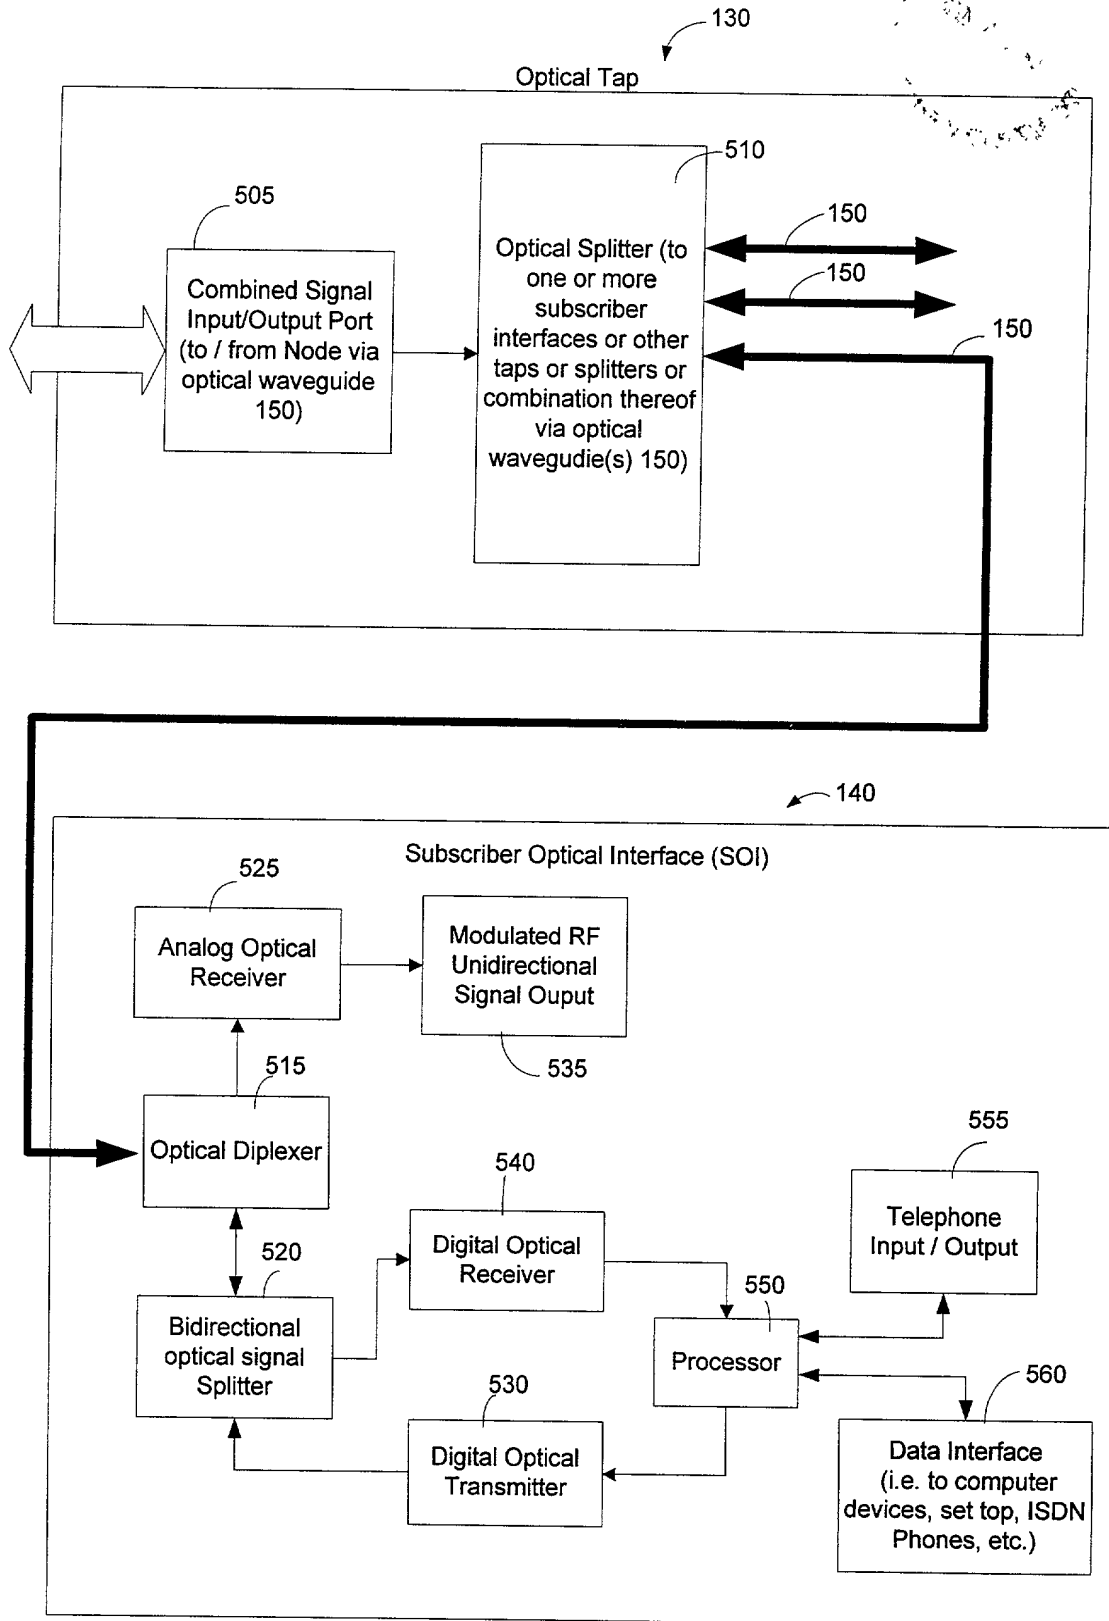 130
Optical Tap
510
505
150
Optical Splitter (to
one or more
subscriber
interfaces or other
taps or splitters or
combination thereof
via optical
wavegudie(s) 150)
150
Combined Signal
Input/Output Port
(to / from Node via
optical waveguide
150)
150
140
Subscriber Optical Interface (SOI)
525
Analog Optical
Receiver
Modulated RF
Unidirectional
Signal Ouput
535
515
Optical Diplexer
555
540
Telephone
Input / Output
Digital Optical
Receiver
520
550
Bidirectional
optical signal
Splitter
Processor
560
530
Digital Optical
Transmitter
Data Interface
(i.e. to computer
devices, set top, ISDN
Phones, etc.)